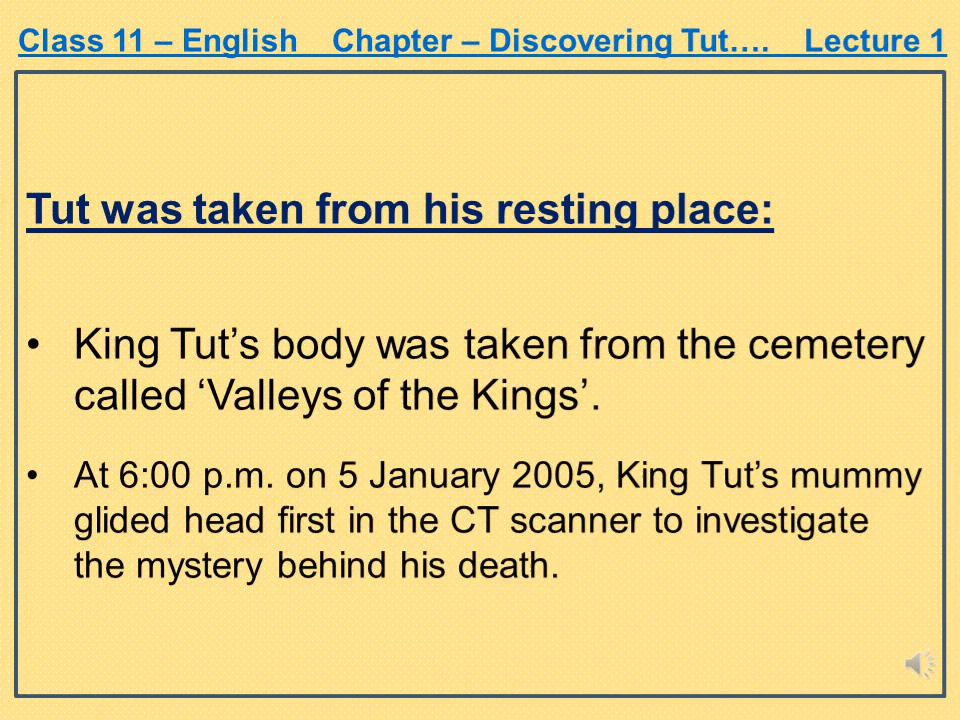 Class 11 – English    Chapter – Discovering Tut….    Lecture 1
Tut was taken from his resting place:
• King Tut’s body was taken from the cemetery
called ‘Valleys of the Kings’.
• At 6:00 p.m. on 5 January 2005, King Tut’s mummy
glided head first in the CT scanner to investigate
the mystery behind his death.